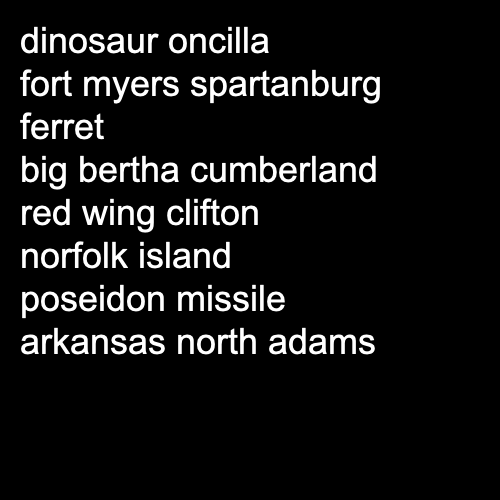 dinosaur oncilla
fort myers spartanburg
ferret
big bertha cumberland
red wing clifton
norfolk island
poseidon missile
arkansas north adams